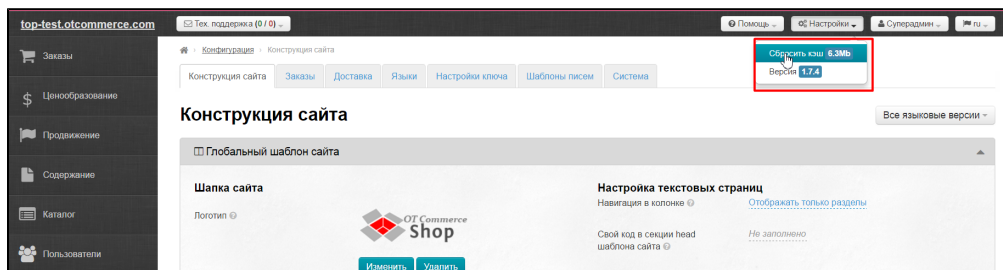 top-test.otcommerce.com
Тех. поддержка (0 / 0)
Помощь
Настройки
Суперадмин
ru
Конфигурация
Конструкция сайта
Сбросить кэш 6.3Mb
Версия 1.7.4
Заказы
Ценообразование
Продвижение
Содержание
Каталог
Пользователи
Конструкция сайта
Заказы
Доставка
Языки
Настройки ключа
Шаблоны писем
Система
Конструкция сайта
Все языковые версии
Глобальный шаблон сайта
Шапка сайта
Логотип
OT Commerce
Shop
Изменить
Удалить
Настройка текстовых страниц
Навигация в колонке
Отображать только разделы
Свой код в секции head
шаблона сайта
Не заполнено